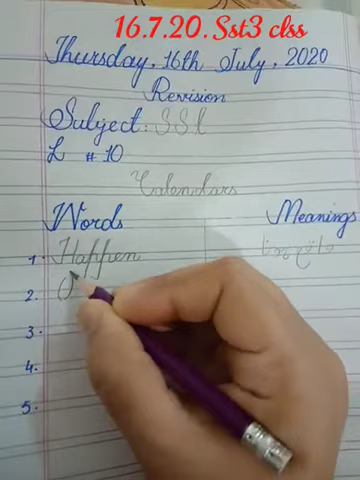 16.7.20. Sst3 clss
Thursday, 16th July, 2020
Revision
Subject: SSt
L # 10
Calendars
Words Meanings
1. Happen
2.
3.
4.
5.